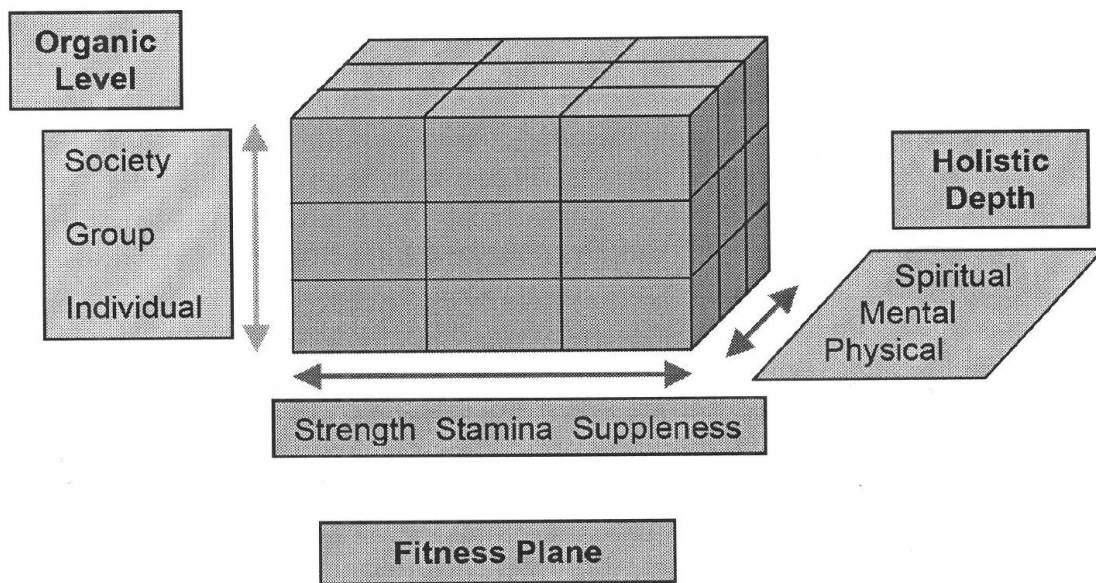 Organic
Level
Society
Group
Individual
Holistic
Depth
Spiritual
Mental
Physical
Strength Stamina Suppleness
Fitness Plane